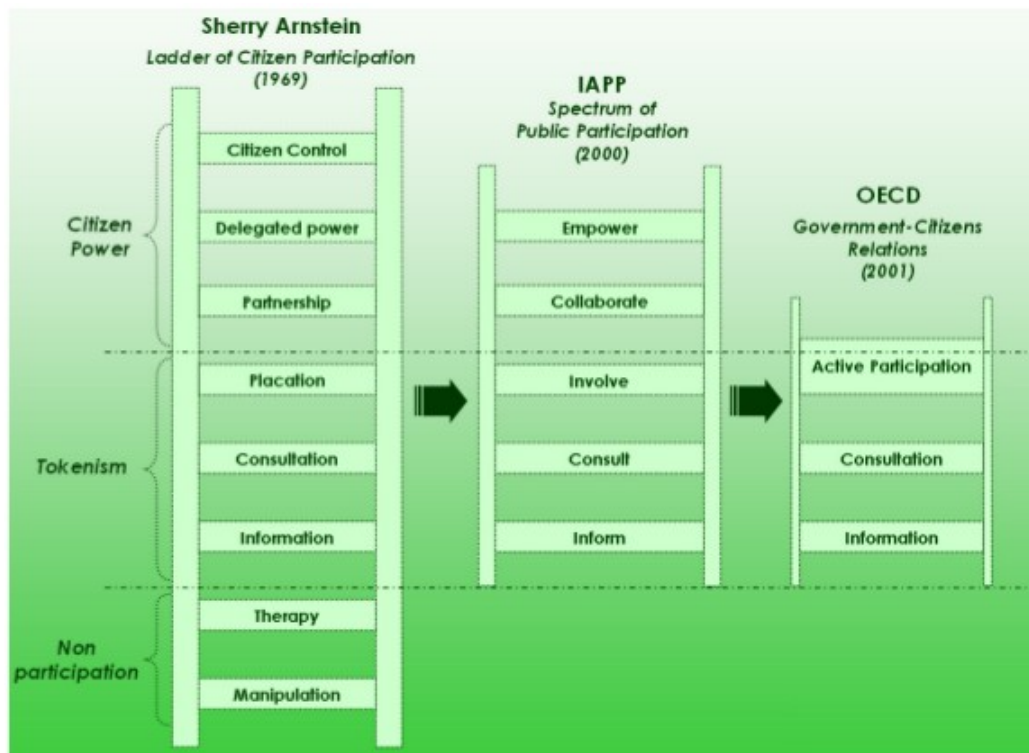 Sherry Arnstein
Ladder of Citizen Participation
(1969)
Citizen Power
Citizen Control
Delegated power
Partnership
Tokenism
Placation
Consultation
Information
Non
participation
Therapy
Manipulation
IAPP
Spectrum of
Public Participation
(2000)
Empower
Collaborate
Involve
Consult
Inform
OECD
Government-Citizens
Relations
(2001)
Active Participation
Consultation
Information